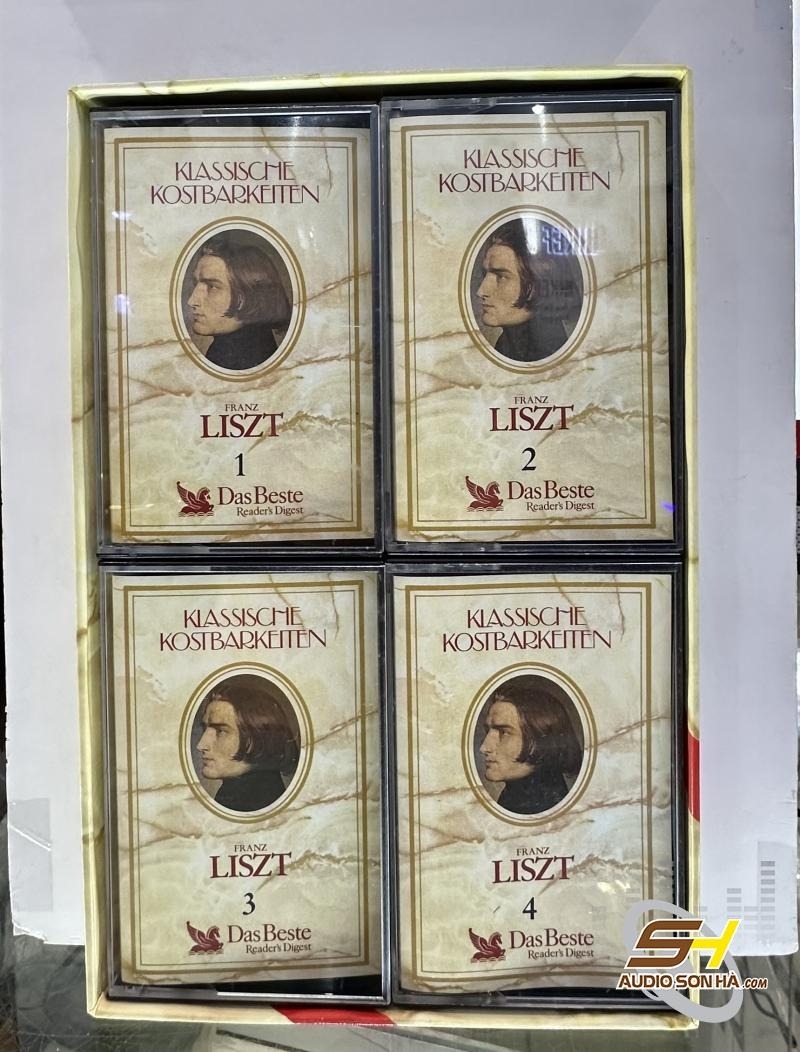 KLASSISCHE
KOSTBARKEITEN
FRANZ
LISZT
1
Das Beste
Reader's Digest
KLASSISCHE
KOSTBARKEITEN
FRANZ
LISZT
2
Das Beste
Reader's Digest
KLASSISCHE
KOSTBARKEITEN
FRANZ
LISZT
3
Das Beste
Reader's Digest
KLASSISCHE
KOSTBARKEITEN
FRANZ
LISZT
4
Das Beste
Reader's Digest
SH
AUDIO SƠN HÀ.COM